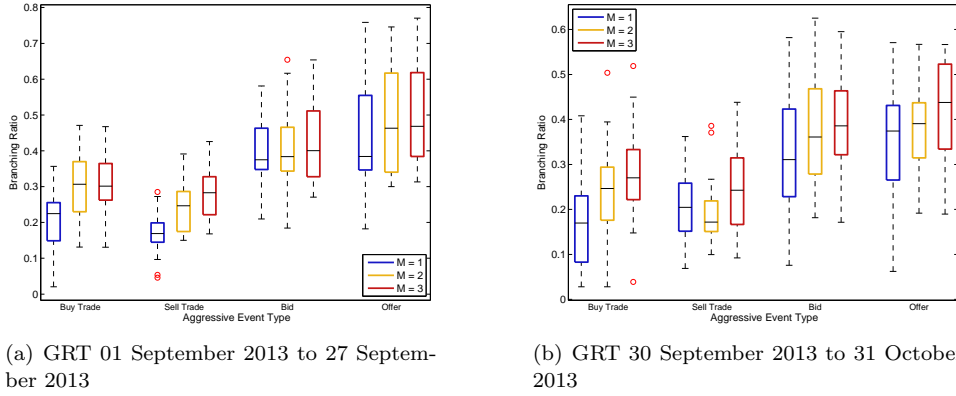 0.8
0.7
0.6
0.5
0.4
0.3
0.2
0.1
0
Branching Ratio
Buy Trade
Sell Trade
Bid
Offer
Aggressive Event Type
M = 1
M = 2
M = 3
(a) GRT 01 September 2013 to 27 Septem-
ber 2013
0.6
0.5
0.4
0.3
0.2
0.1
0
Branching Ratio
M = 1
M = 2
M = 3
Buy Trade
Sell Trade
Bid
Offer
Aggressive Event Type
(b) GRT 30 September 2013 to 31 Octobe
2013